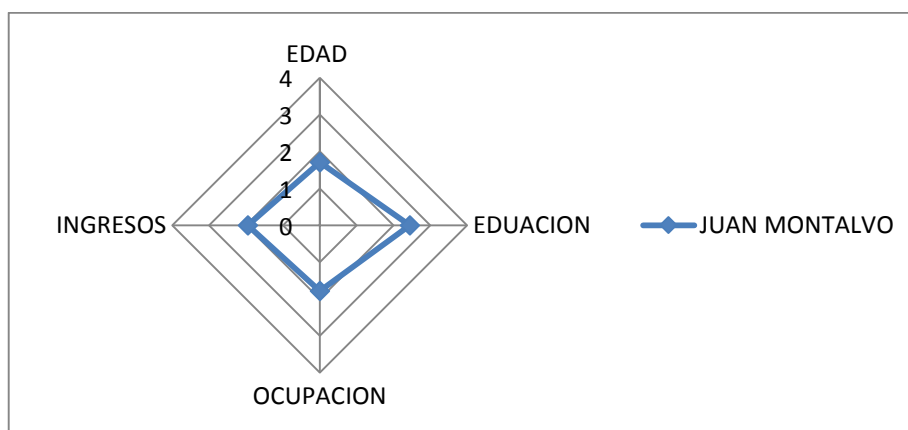 EDAD
4
3
2
1
0
INGRESOS
EDUACION
OCUPACION
JUAN MONTALVO